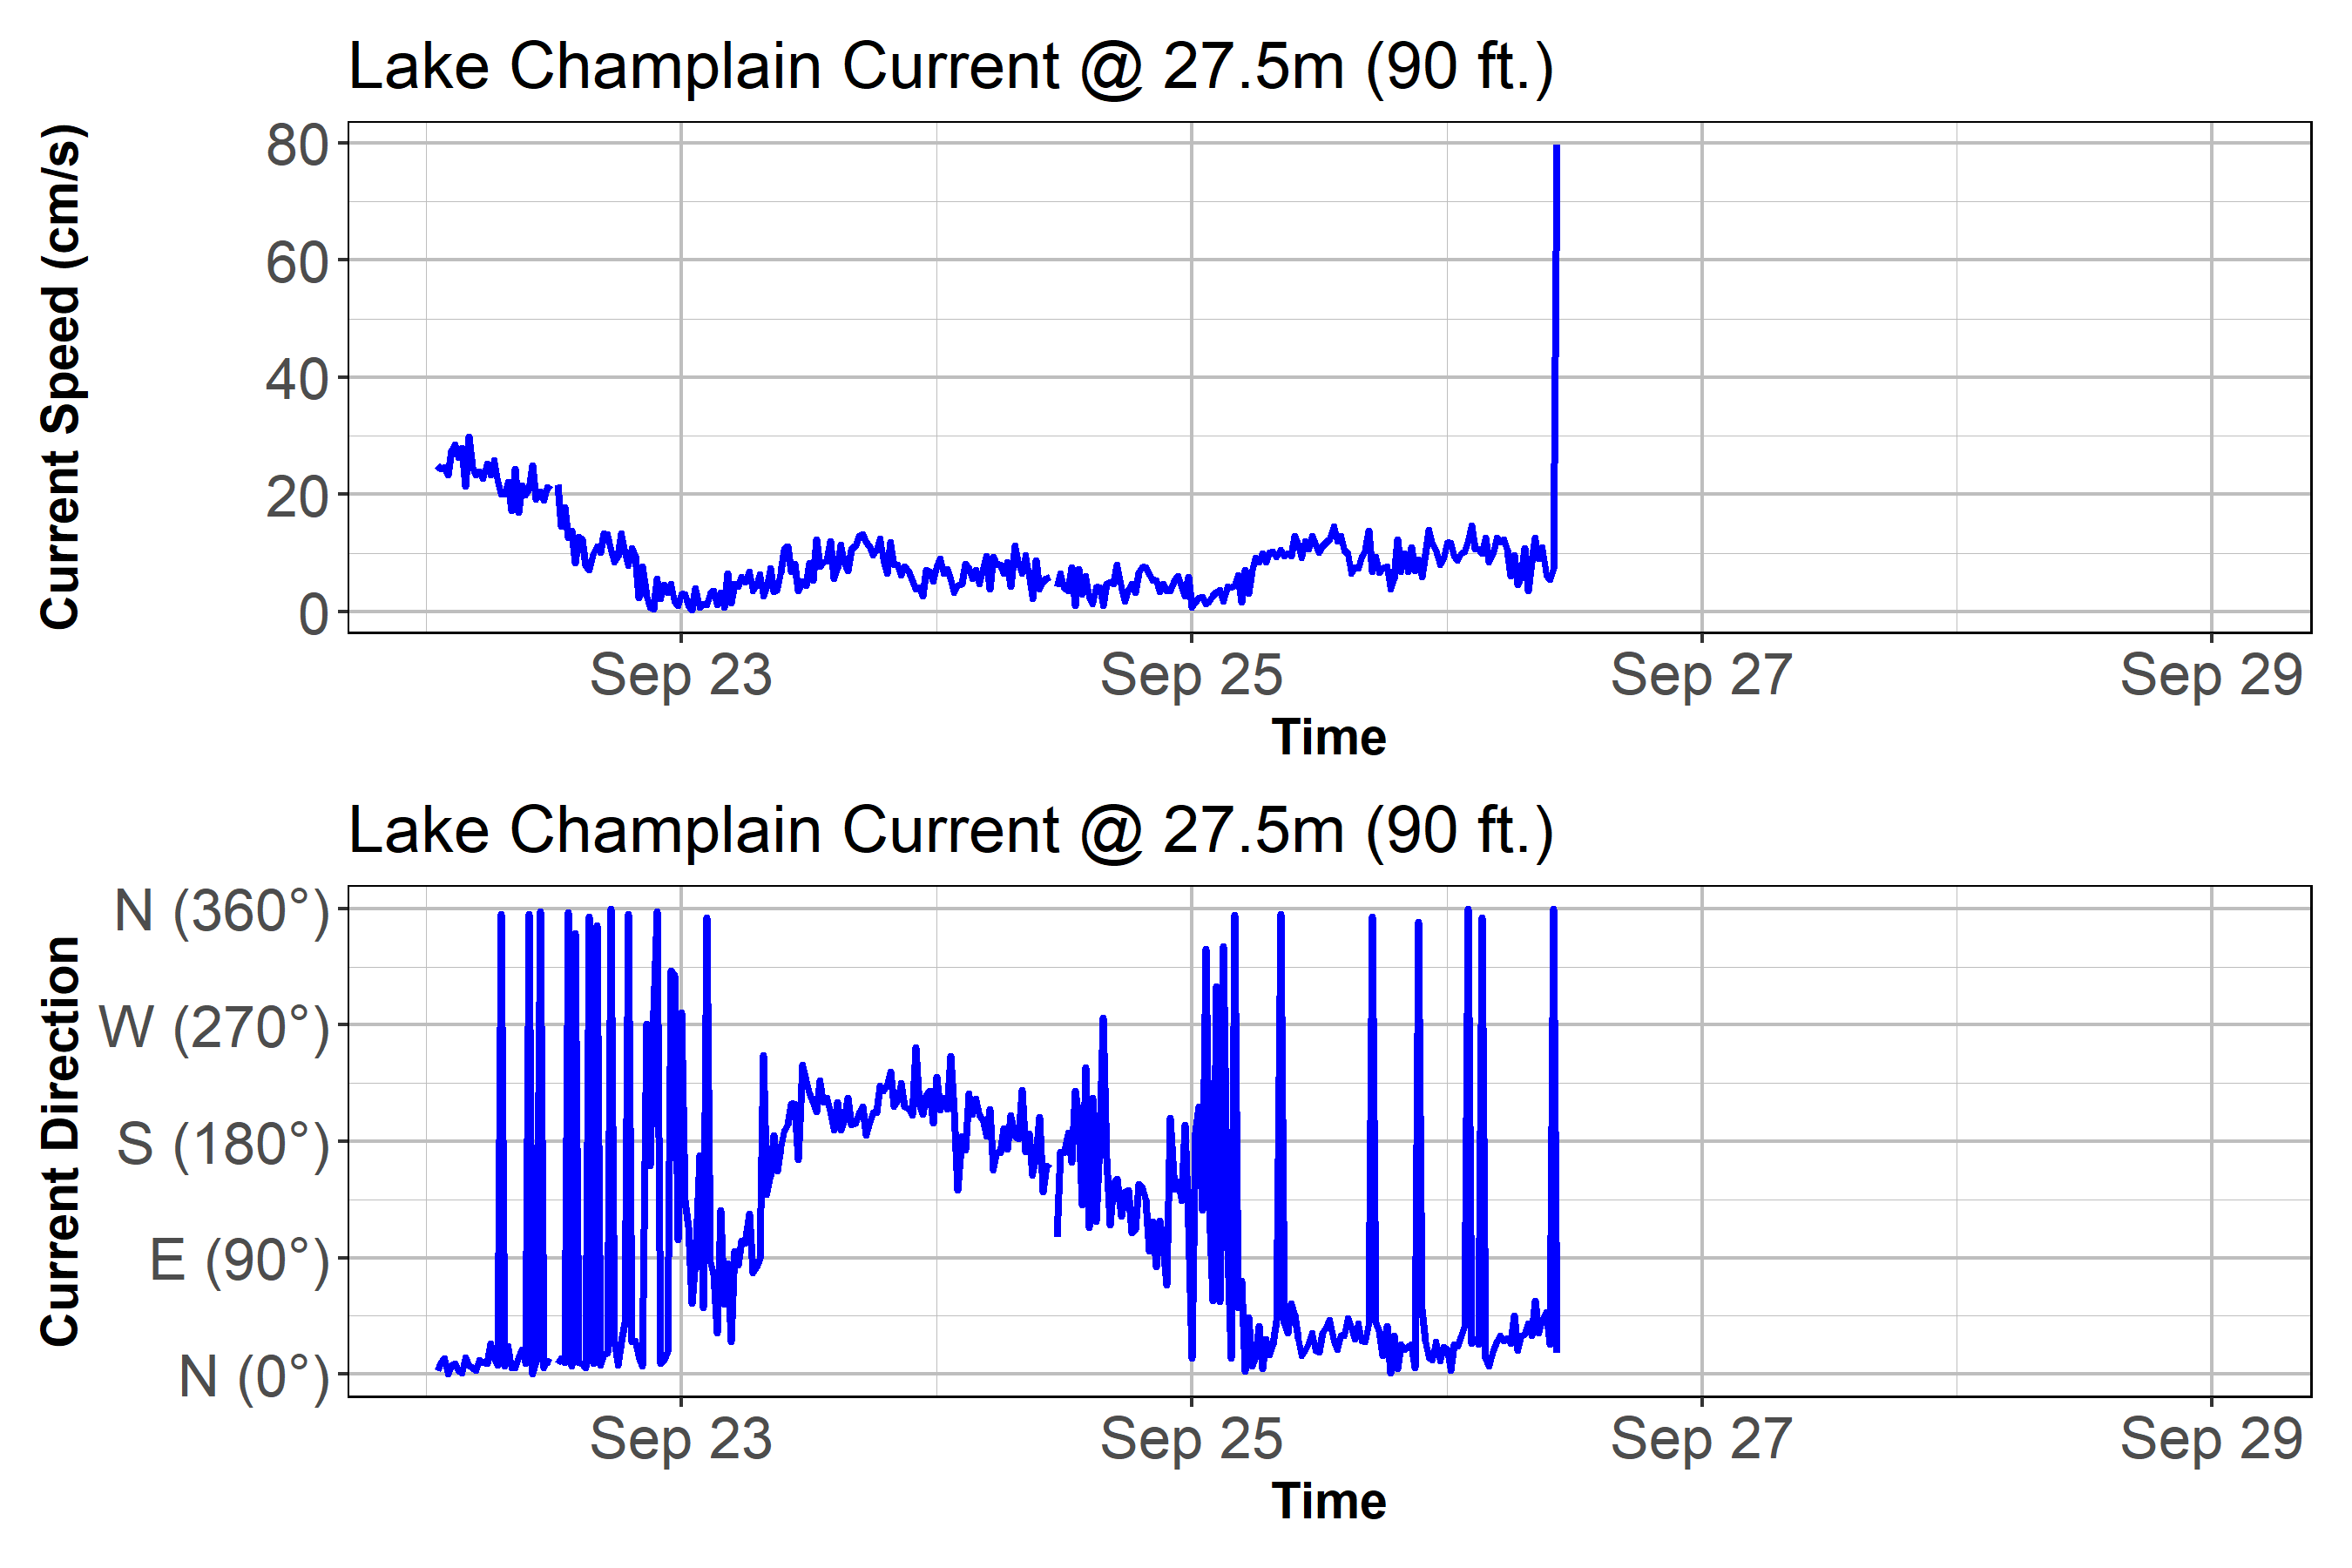 Lake Champlain Current @ 27.5m (90 ft.)
Current Speed (cm/s)
80
60
40
20
0
Sep 23
Sep 25
Sep 27
Sep 29
Time
Lake Champlain Current @ 27.5m (90 ft.)
Current Direction
N (360°)
W (270°)
S (180°)
E (90°)
N (0°)
Sep 23
Sep 25
Sep 27
Sep 29
Time